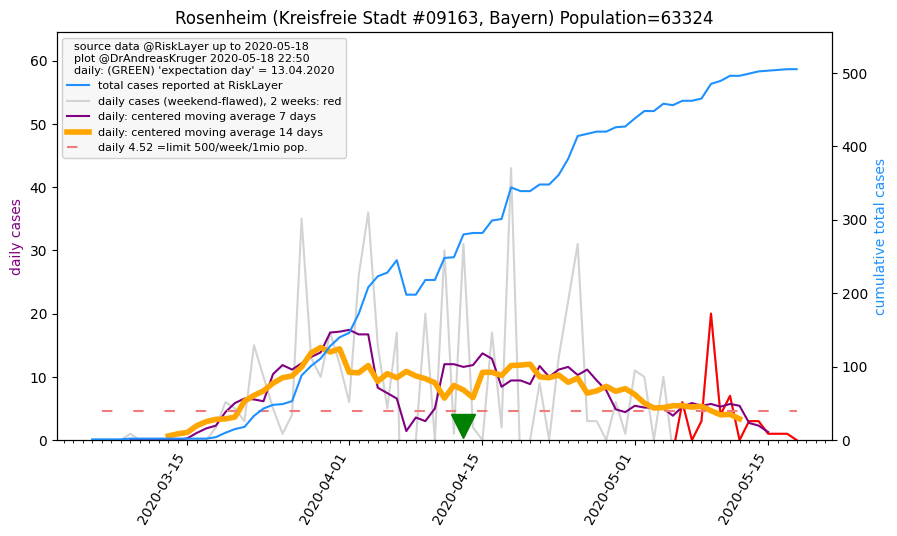 Rosenheim (Kreisfreie Stadt #09163, Bayern) Population=63324
source data @RiskLayer up to 2020-05-18
plot @DrAndreasKruger 2020-05-18 22:50
daily: (GREEN) 'expectation day' = 13.04.2020
total cases reported at RiskLayer
daily cases (weekend-flawed), 2 weeks: red
daily: centered moving average 7 days
daily: centered moving average 14 days
daily 4.52 =limit 500/week/1mio pop.
daily cases
60
50
40
30
20
10
0
500
400
300
200
100
0
cumulative total cases
2020-03-15
2020-04-01
2020-04-15
2020-05-01
2020-05-15